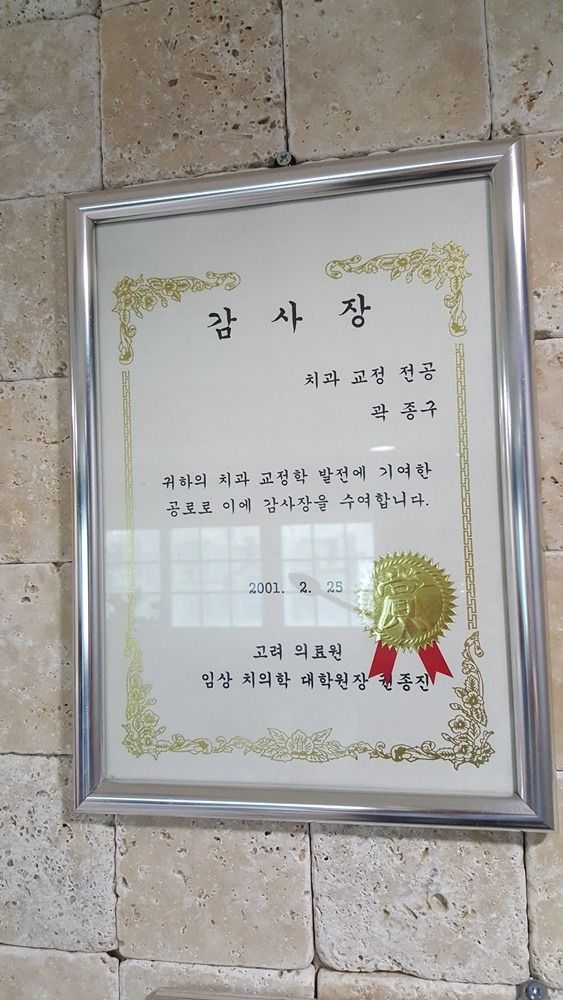 감 사 장
치과 교정 전공
곽 종구
귀하의 치과 교정학 발전에 기여한
공로로 이에 감사장을 수여합니다.
2001. 2. 25
賞
고려 의료원
임상 치의학 대학원장 권종진